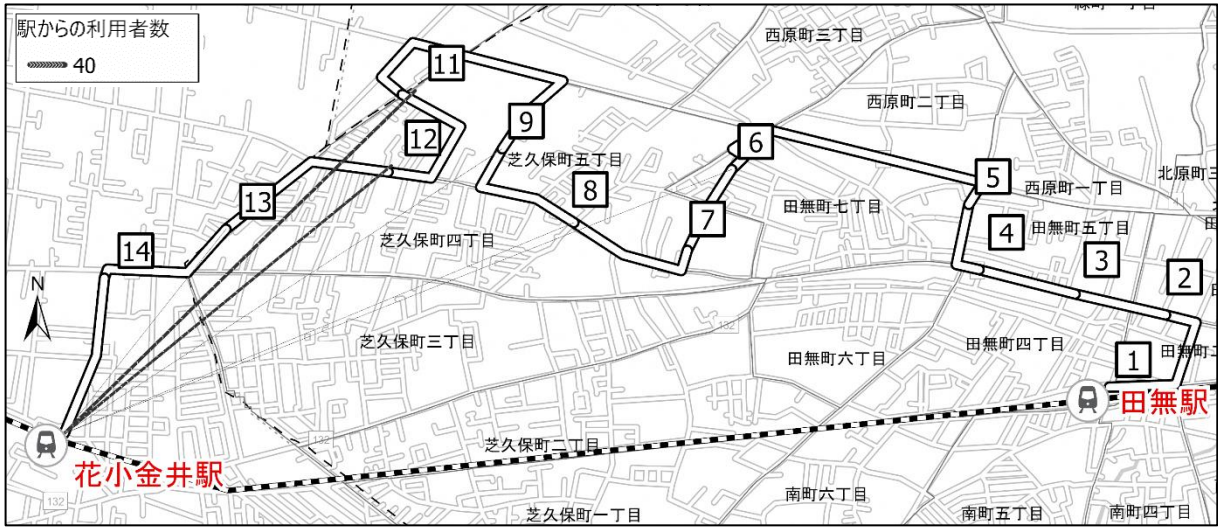 駅からの利用者数
40
西原町三丁目
11
西原町二丁目
9
12
6
芝久保町五丁目
5
北原町三
西原町一丁目
8
13
田無町七丁目
7
4
田無町五丁目
14
芝久保町四丁目
3
2
N
132
芝久保町三丁目
田無町六丁目
田無町四丁目
1
田無町二
田無駅
132
芝久保町二丁目
花小金井駅
132
南町六丁目
芝久保町一丁目
南町五丁目
南町四丁目